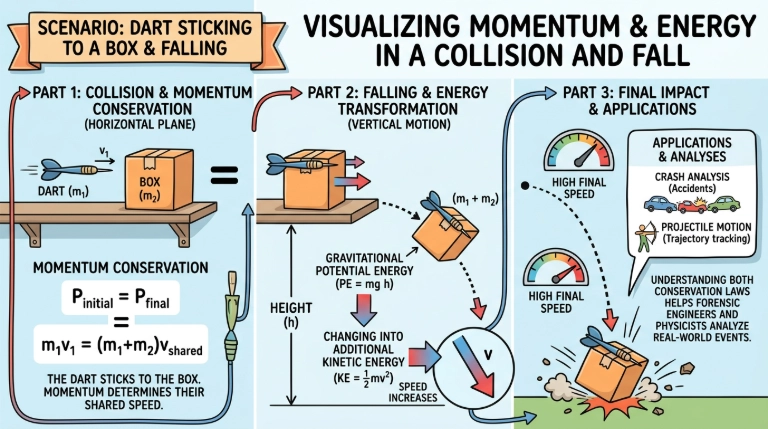 SCENARIO: DART STICKING
TO A BOX & FALLING
VISUALIZING MOMENTUM & ENERGY
IN A COLLISION AND FALL
PART 1: COLLISION & MOMENTUM
CONSERVATION
(HORIZONTAL PLANE)
v₁
DART (m₁)
BOX
(m₂)
=
MOMENTUM CONSERVATION
P_initial = P_final
=
m₁v₁ = (m₁+m₂)v_shared
THE DART STICKS TO THE BOX.
MOMENTUM DETERMINES THEIR
SHARED SPEED.
PART 2: FALLING & ENERGY
TRANSFORMATION
(VERTICAL MOTION)
(m₁ + m₂)
GRAVITATIONAL
POTENTIAL ENERGY
(PE = mg h)
HEIGHT
(h)
CHANGING INTO
ADDITIONAL
KINETIC ENERGY
(KE = ½mv²)
SPEED
INCREASES
V
PART 3: FINAL IMPACT
& APPLICATIONS
HIGH FINAL
SPEED
HIGH FINAL
SPEED
APPLICATIONS
& ANALYSES
CRASH ANALYSIS
(Accidents)
PROJECTILE MOTION
(Trajectory tracking)
UNDERSTANDING BOTH
CONSERVATION LAWS
HELPS FORENSIC
ENGINEERS AND
PHYSICISTS ANALYZE
REAL-WORLD EVENTS.